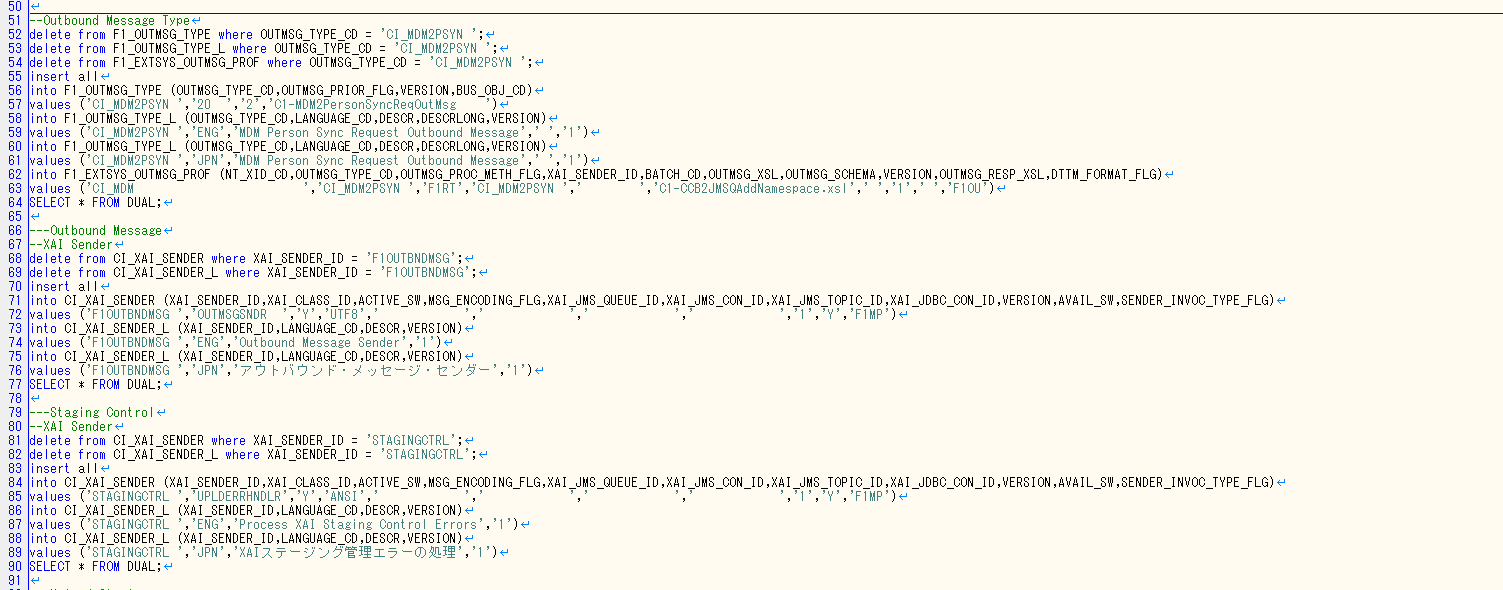 50 ↵
51 --Outbound Message Type↵
52 delete from F1_OUTMSG_TYPE where OUTMSG_TYPE_CD = 'CI_MDM2PSYN ';↵
53 delete from F1_OUTMSG_TYPE_L where OUTMSG_TYPE_CD = 'CI_MDM2PSYN ';↵
54 delete from F1_EXTSYS_OUTMSG_PROF where OUTMSG_TYPE_CD = 'CI_MDM2PSYN ';↵
55 insert all↵
56 into F1_OUTMSG_TYPE (OUTMSG_TYPE_CD,OUTMSG_PRIOR_FLG,VERSION,BUS_OBJ_CD)↵
57 values ('CI_MDM2PSYN ','20  ','2','C1-MDM2PersonSyncReqOutMsg    ')↵
58 into F1_OUTMSG_TYPE_L (OUTMSG_TYPE_CD,LANGUAGE_CD,DESCR,DESCRLONG,VERSION)↵
59 values ('CI_MDM2PSYN ','ENG','MDM Person Sync Request Outbound Message',' ','1')↵
60 into F1_OUTMSG_TYPE_L (OUTMSG_TYPE_CD,LANGUAGE_CD,DESCR,DESCRLONG,VERSION)↵
61 values ('CI_MDM2PSYN ','JPN','MDM Person Sync Request Outbound Message',' ','1')↵
62 into F1_EXTSYS_OUTMSG_PROF (NT_XID_CD,OUTMSG_TYPE_CD,OUTMSG_PROC_METH_FLG,XAI_SENDER_ID,BATCH_CD,OUTMSG_XSL,OUTMSG_SCHEMA,VERSION,OUTMSG_RESP_XSL,DTTM_FORMAT_FLG)↵
63 values ('CI_MDM                        ','CI_MDM2PSYN ','F1RT','CI_MDM2PSYN ','        ','C1-CCB2JMSQAddNamespace.xsl',' ','1',' ','F1OU')↵
64 SELECT * FROM DUAL;↵
65 ↵
66 ---Outbound Message↵
67 --XAI Sender↵
68 delete from CI_XAI_SENDER where XAI_SENDER_ID = 'F1OUTBNDMSG';↵
69 delete from CI_XAI_SENDER_L where XAI_SENDER_ID = 'F1OUTBNDMSG';↵
70 insert all↵
71 into CI_XAI_SENDER (XAI_SENDER_ID,XAI_CLASS_ID,ACTIVE_SW,MSG_ENCODING_FLG,XAI_JMS_QUEUE_ID,XAI_JMS_CON_ID,XAI_JMS_TOPIC_ID,XAI_JDBC_CON_ID,VERSION,AVAIL_SW,SENDER_INVOC_TYPE_FLG)↵
72 values ('F1OUTBNDMSG ','OUTMSGSNDR  ','Y','UTF8','            ','            ','            ','            ','1','Y','F1MP')↵
73 into CI_XAI_SENDER_L (XAI_SENDER_ID,LANGUAGE_CD,DESCR,VERSION)↵
74 values ('F1OUTBNDMSG ','ENG','Outbound Message Sender','1')↵
75 into CI_XAI_SENDER_L (XAI_SENDER_ID,LANGUAGE_CD,DESCR,VERSION)↵
76 values ('F1OUTBNDMSG ','JPN','アウトバウンド・メッセージ・センダー','1')↵
77 SELECT * FROM DUAL;↵
78 ↵
79 ---Staging Control↵
80 --XAI Sender↵
81 delete from CI_XAI_SENDER where XAI_SENDER_ID = 'STAGINGCTRL';↵
82 delete from CI_XAI_SENDER_L where XAI_SENDER_ID = 'STAGINGCTRL';↵
83 insert all↵
84 into CI_XAI_SENDER (XAI_SENDER_ID,XAI_CLASS_ID,ACTIVE_SW,MSG_ENCODING_FLG,XAI_JMS_QUEUE_ID,XAI_JMS_CON_ID,XAI_JMS_TOPIC_ID,XAI_JDBC_CON_ID,VERSION,AVAIL_SW,SENDER_INVOC_TYPE_FLG)↵
85 values ('STAGINGCTRL ','UPLDERRHNDLR','Y','ANSI','            ','            ','            ','            ','1','Y','F1MP')↵
86 into CI_XAI_SENDER_L (XAI_SENDER_ID,LANGUAGE_CD,DESCR,VERSION)↵
87 values ('STAGINGCTRL ','ENG','Process XAI Staging Control Errors','1')↵
88 into CI_XAI_SENDER_L (XAI_SENDER_ID,LANGUAGE_CD,DESCR,VERSION)↵
89 values ('STAGINGCTRL ','JPN','XAIステージング管理エラーの処理','1')↵
90 SELECT * FROM DUAL;↵
91 ↵